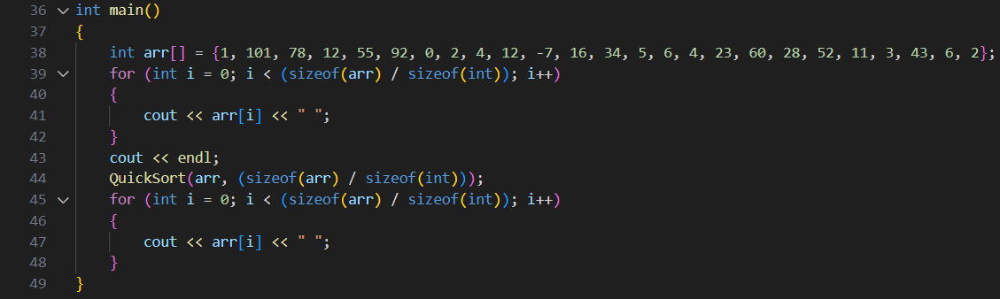 36 int main()
37 {
38 int arr[] = {1, 101, 78, 12, 55, 92, 0, 2, 4, 12, -7, 16, 34, 5, 6, 4, 23, 60, 28, 52, 11, 3, 43, 6, 2};
39 for (int i = 0; i < (sizeof(arr) / sizeof(int)); i++)
40 {
41 cout << arr[i] << " ";
42 }
43 cout << endl;
44 QuickSort(arr, (sizeof(arr) / sizeof(int)));
45 for (int i = 0; i < (sizeof(arr) / sizeof(int)); i++)
46 {
47 cout << arr[i] << " ";
48 }
49 }